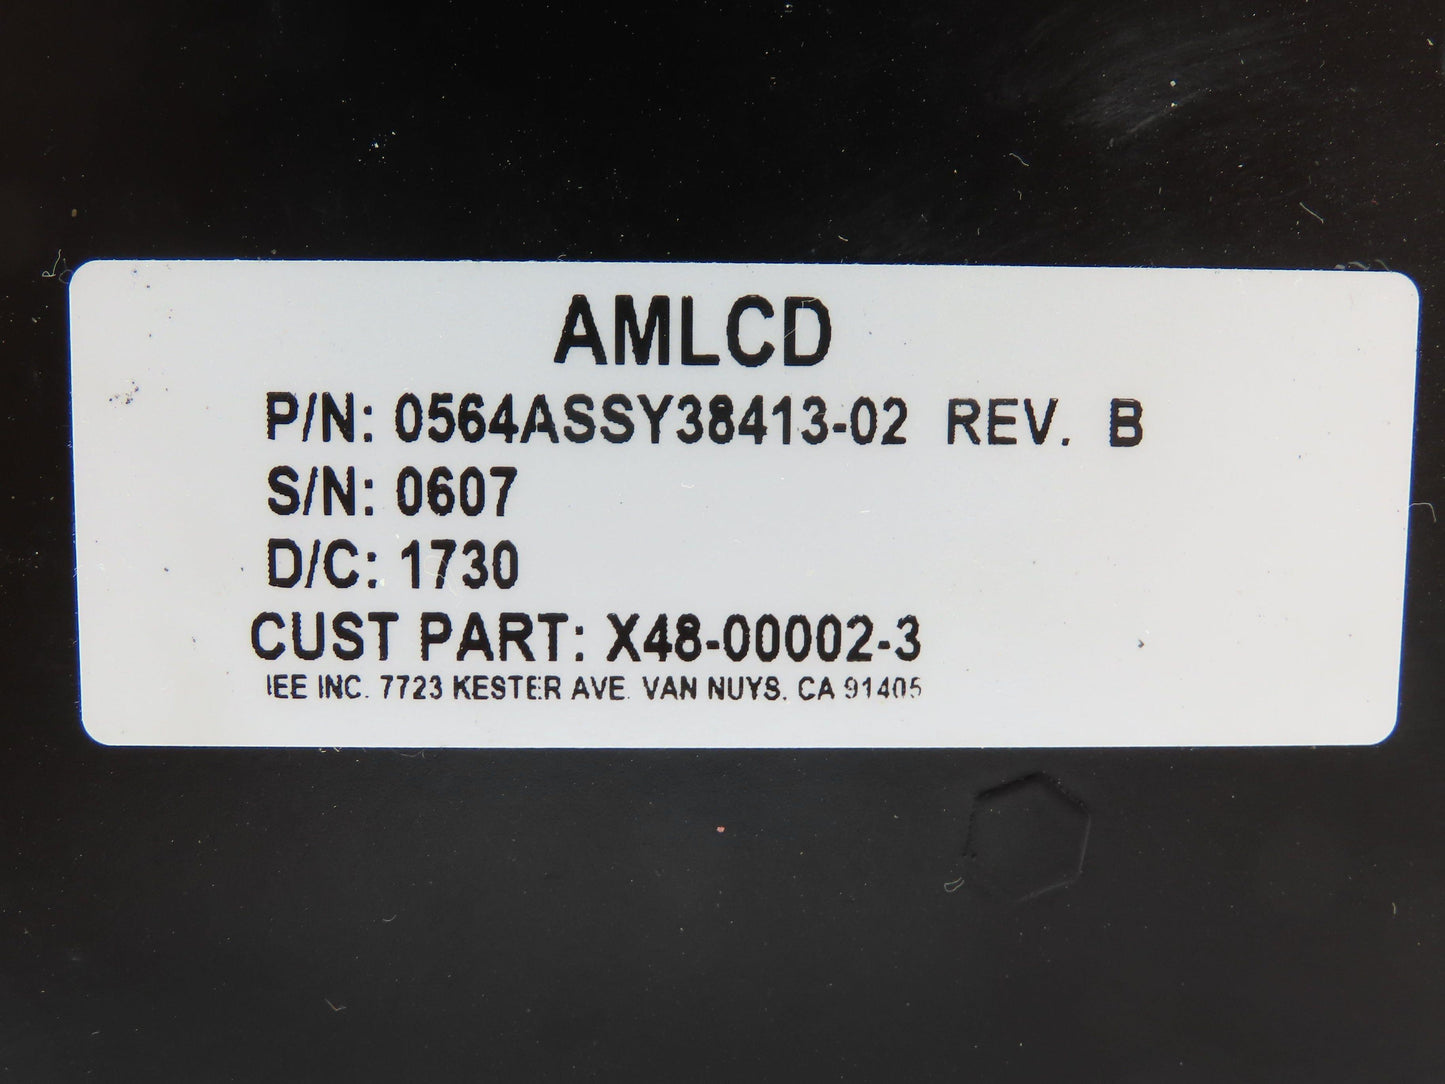 AMLCD
P/N: 0564ASSY38413-02 REV. B
S/N: 0607
D/C: 1730
CUST PART: X48-00002-3
IEE INC. 7723 KESTER AVE. VAN NUYS, CA 91405